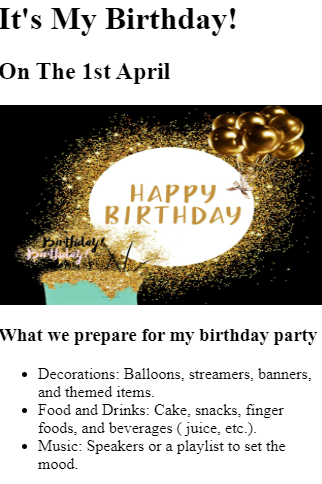 It's My Birthday!
On The 1st April
HAPPY
BIRTHDAY
Birthday!
Birthday!
What we prepare for my birthday party
• Decorations: Balloons, streamers, banners,
and themed items.
• Food and Drinks: Cake, snacks, finger
foods, and beverages ( juice, etc.).
• Music: Speakers or a playlist to set the
mood.